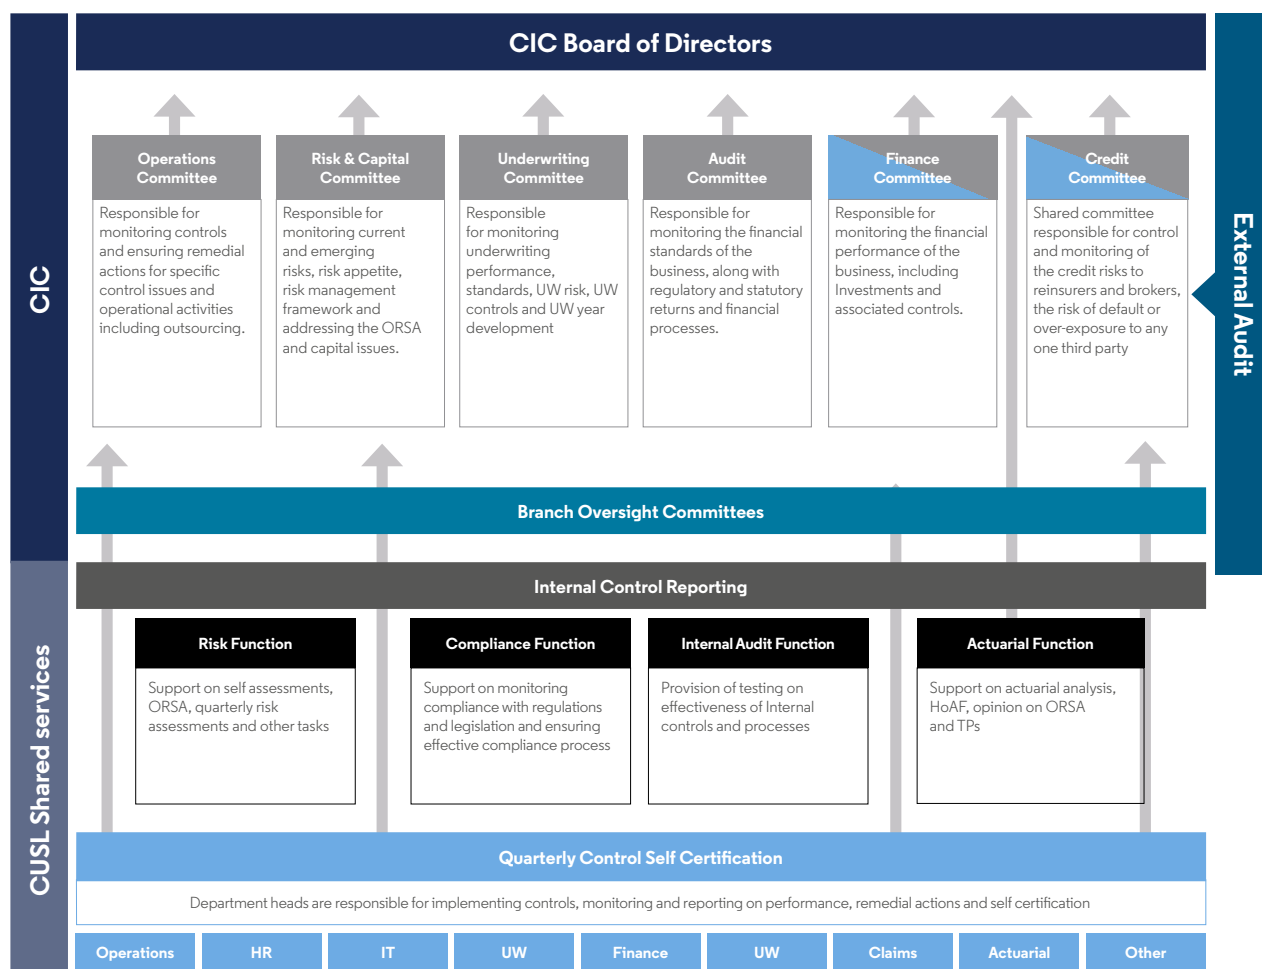 CIC Board of Directors
CIC
External Audit
Operations
Committee
Responsible for
monitoring controls
and ensuring remedial
actions for specific
control issues and
operational activities
including outsourcing.
Risk & Capital
Committee
Responsible for
monitoring current
and emerging
risks, risk appetite,
risk management
framework and
addressing the ORSA
and capital issues.
Underwriting
Committee
Responsible
for monitoring
underwriting
performance,
standards, UW risk, UW
controls and UW year
development
Audit
Committee
Responsible for
monitoring the financial
standards of the
business, along with
regulatory and statutory
returns and financial
processes.
Finance
Committee
Responsible for
monitoring the financial
performance of the
business, including
Investments and
associated controls.
Credit
Committee
Shared committee
responsible for control
and monitoring of
the credit risks to
reinsurers and brokers,
the risk of default or
over-exposure to any
one third party
Branch Oversight Committees
CUSL Shared services
Internal Control Reporting
Risk Function
Support on self assessments,
ORSA, quarterly risk
assessments and other tasks
Compliance Function
Support on monitoring
compliance with regulations
and legislation and ensuring
effective compliance process
Internal Audit Function
Provision of testing on
effectiveness of Internal
controls and processes
Actuarial Function
Support on actuarial analysis,
HoAF, opinion on ORSA
and TPs
Quarterly Control Self Certification
Department heads are responsible for implementing controls, monitoring and reporting on performance, remedial actions and self certification
Operations
HR
IT
UW
Finance
UW
Claims
Actuarial
Other